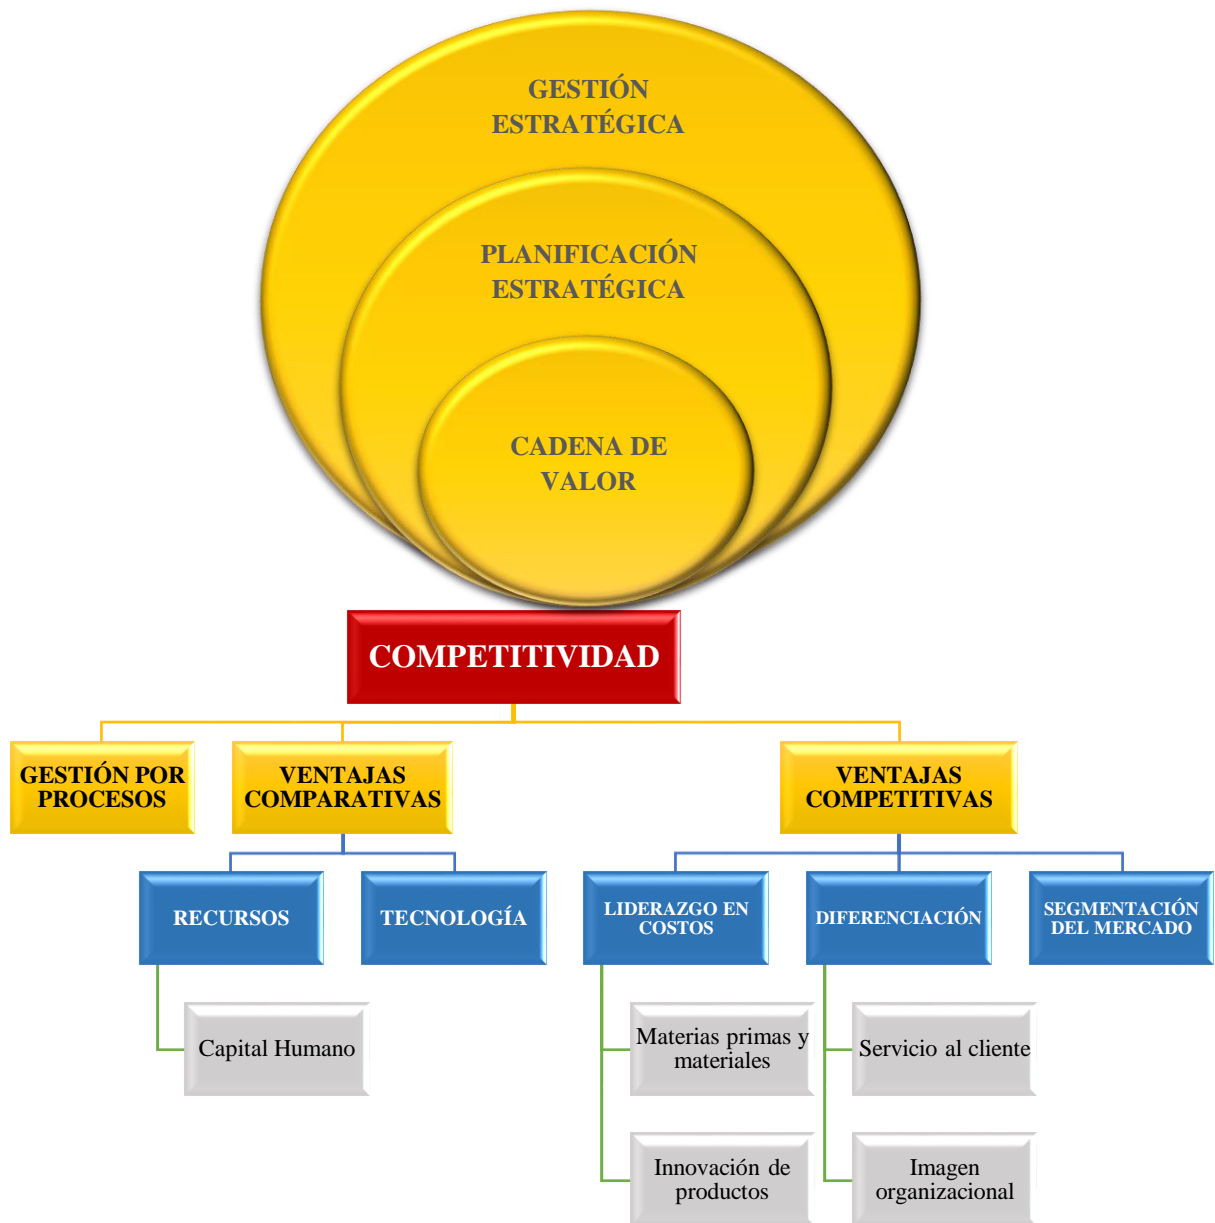 GESTIÓN
ESTRATÉGICA
PLANIFICACIÓN
ESTRATÉGICA
CADENA DE
VALOR
COMPETITIVIDAD
GESTIÓN POR
PROCESOS
VENTAJAS
COMPARATIVAS
VENTAJAS
COMPETITIVAS
RECURSOS
TECNOLOGÍA
LIDERAZGO EN
COSTOS
DIFERENCIACIÓN
SEGMENTACIÓN
DEL MERCADO
Capital Humano
Materias primas y
materiales
Servicio al cliente
Innovación de
productos
Imagen
organizacional